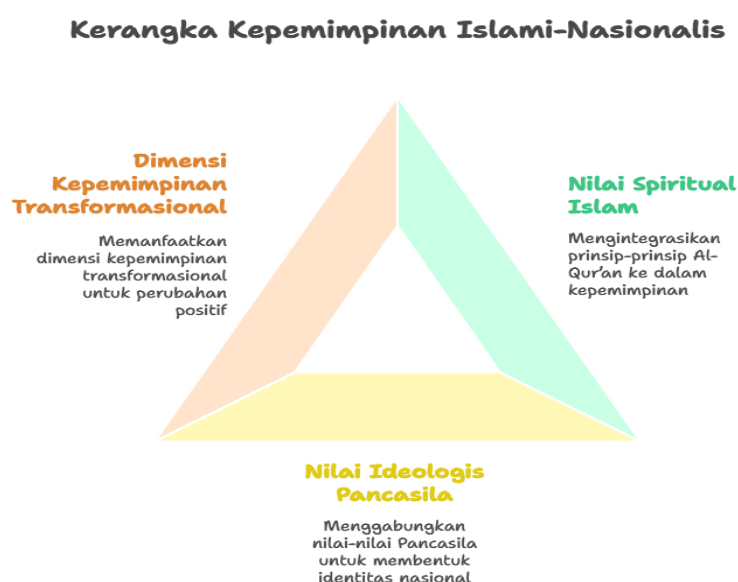 Kerangka Kepemimpinan Islami-Nasionalis
Dimensi
Kepemimpinan
Transformasional
Memanfaatkan
dimensi kepemimpinan
transformasional
untuk perubahan
positif
Nilai Spiritual
Islam
Mengintegrasikan
prinsip-prinsip Al-
Qur'an ke dalam
kepemimpinan
Nilai Ideologis
Pancasila
Menggabungkan
nilai-nilai Pancasila
untuk membentuk
identitas nasional